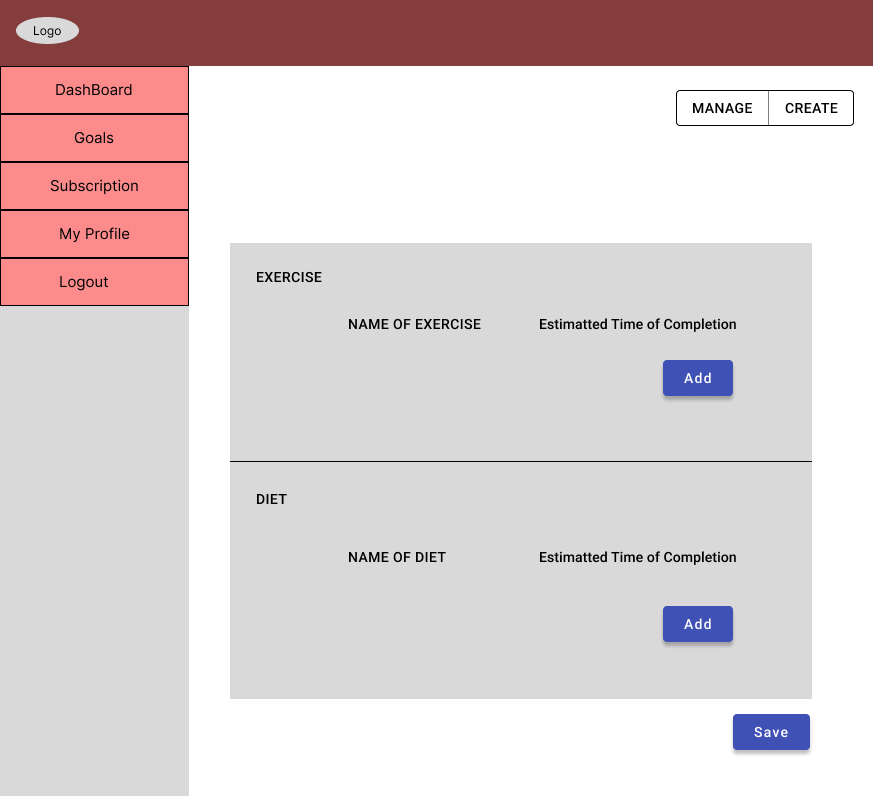 Logo
DashBoard
Goals
Subscription
My Profile
Logout
MANAGE CREATE
EXERCISE
NAME OF EXERCISE Estimatted Time of Completion
Add
DIET
NAME OF DIET Estimatted Time of Completion
Add
Save